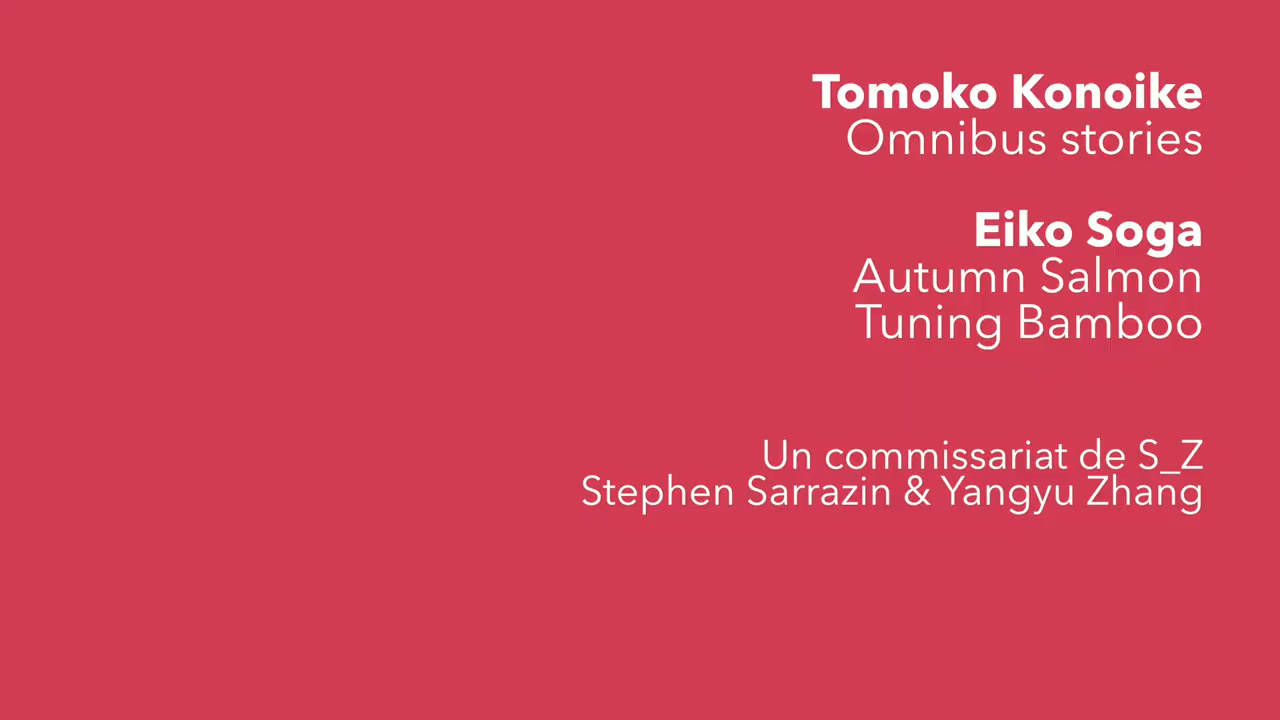 Tomoko Konoike
Omnibus stories
Eiko Soga
Autumn Salmon
Tuning Bamboo
Un commissariat de S_Z
Stephen Sarrazin & Yangyu Zhang